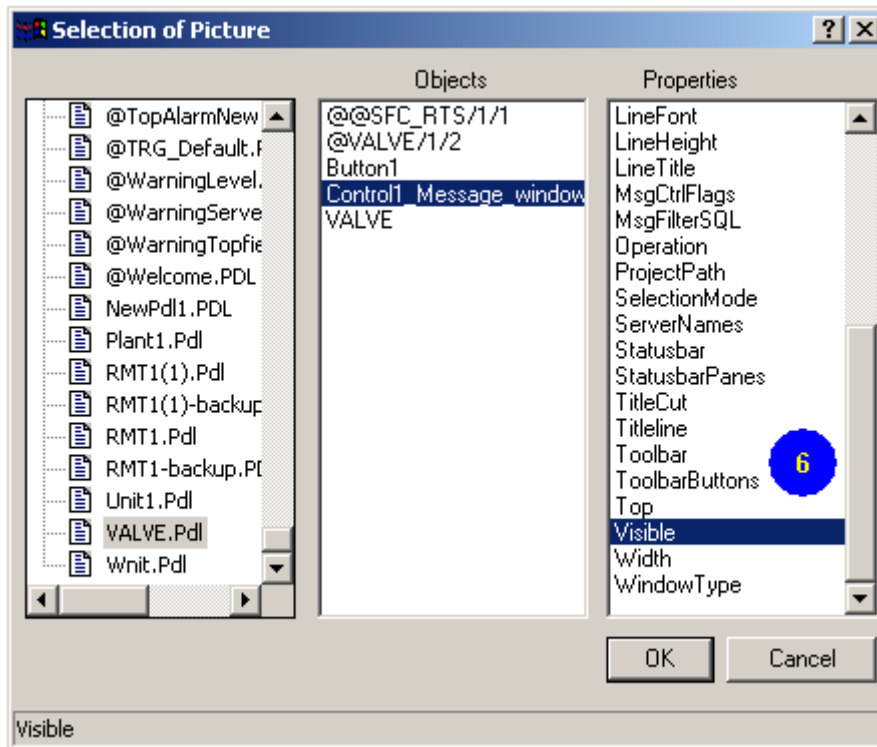 Selection of Picture
Objects
Properties
@TopAlarmNew
@TRG_Default.F
@WarningLevel.
@WarningServe
@WarningTopfie
@Welcome.PDL
NewPdl1.PDL
Plant1.Pdl
RMT1(1).Pdl
RMT1(1)-backup
RMT1.Pdl
RMT1-backup.PD
Unit1.Pdl
VALVE.Pdl
Wnit.Pdl
@@SFC_RTS/1/1
@VALVE/1/2
Button1
Control1_Message_window
VALVE
LineFont
LineHeight
LineTitle
MsgCtrlFlags
MsgFilterSQL
Operation
ProjectPath
SelectionMode
ServerNames
Statusbar
StatusbarPanes
TitleCut
Titleline
Toolbar
ToolbarButtons
Top
Visible
Width
WindowType
6
OK
Cancel
Visible